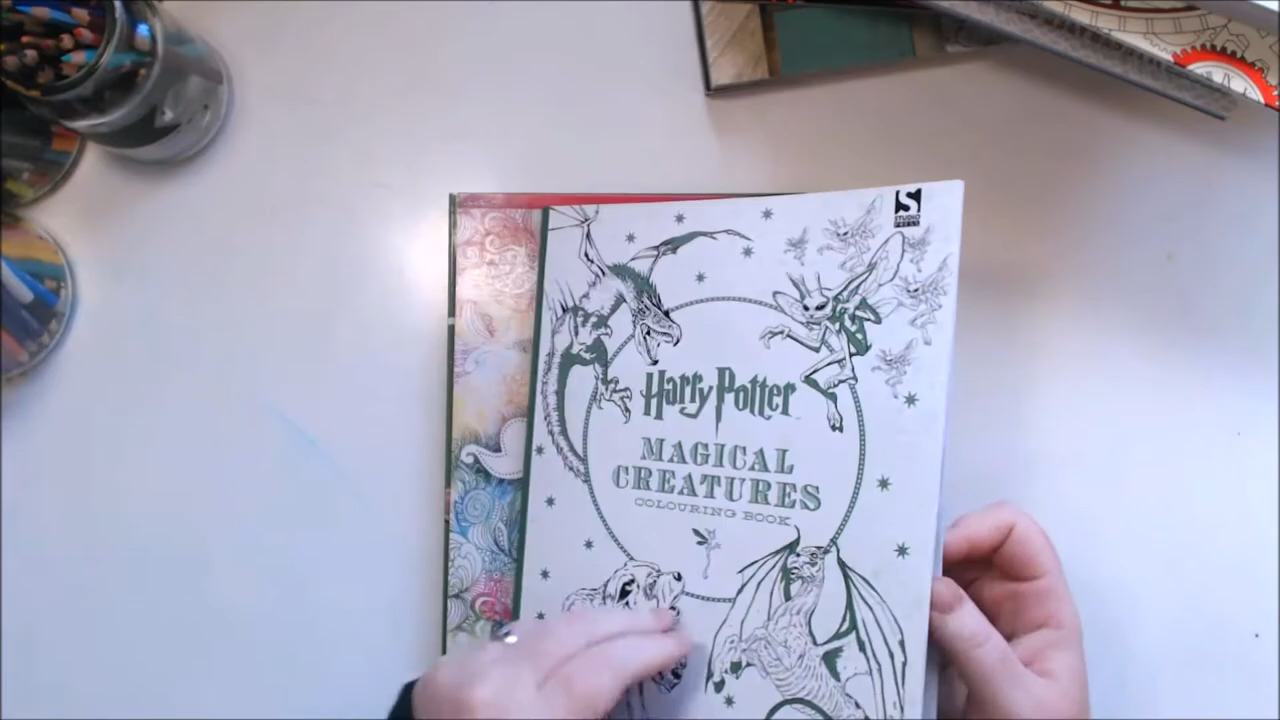 S
STUDIO
PRESS
Harry Potter
MAGICAL
CREATURES
COLOURING BOOK